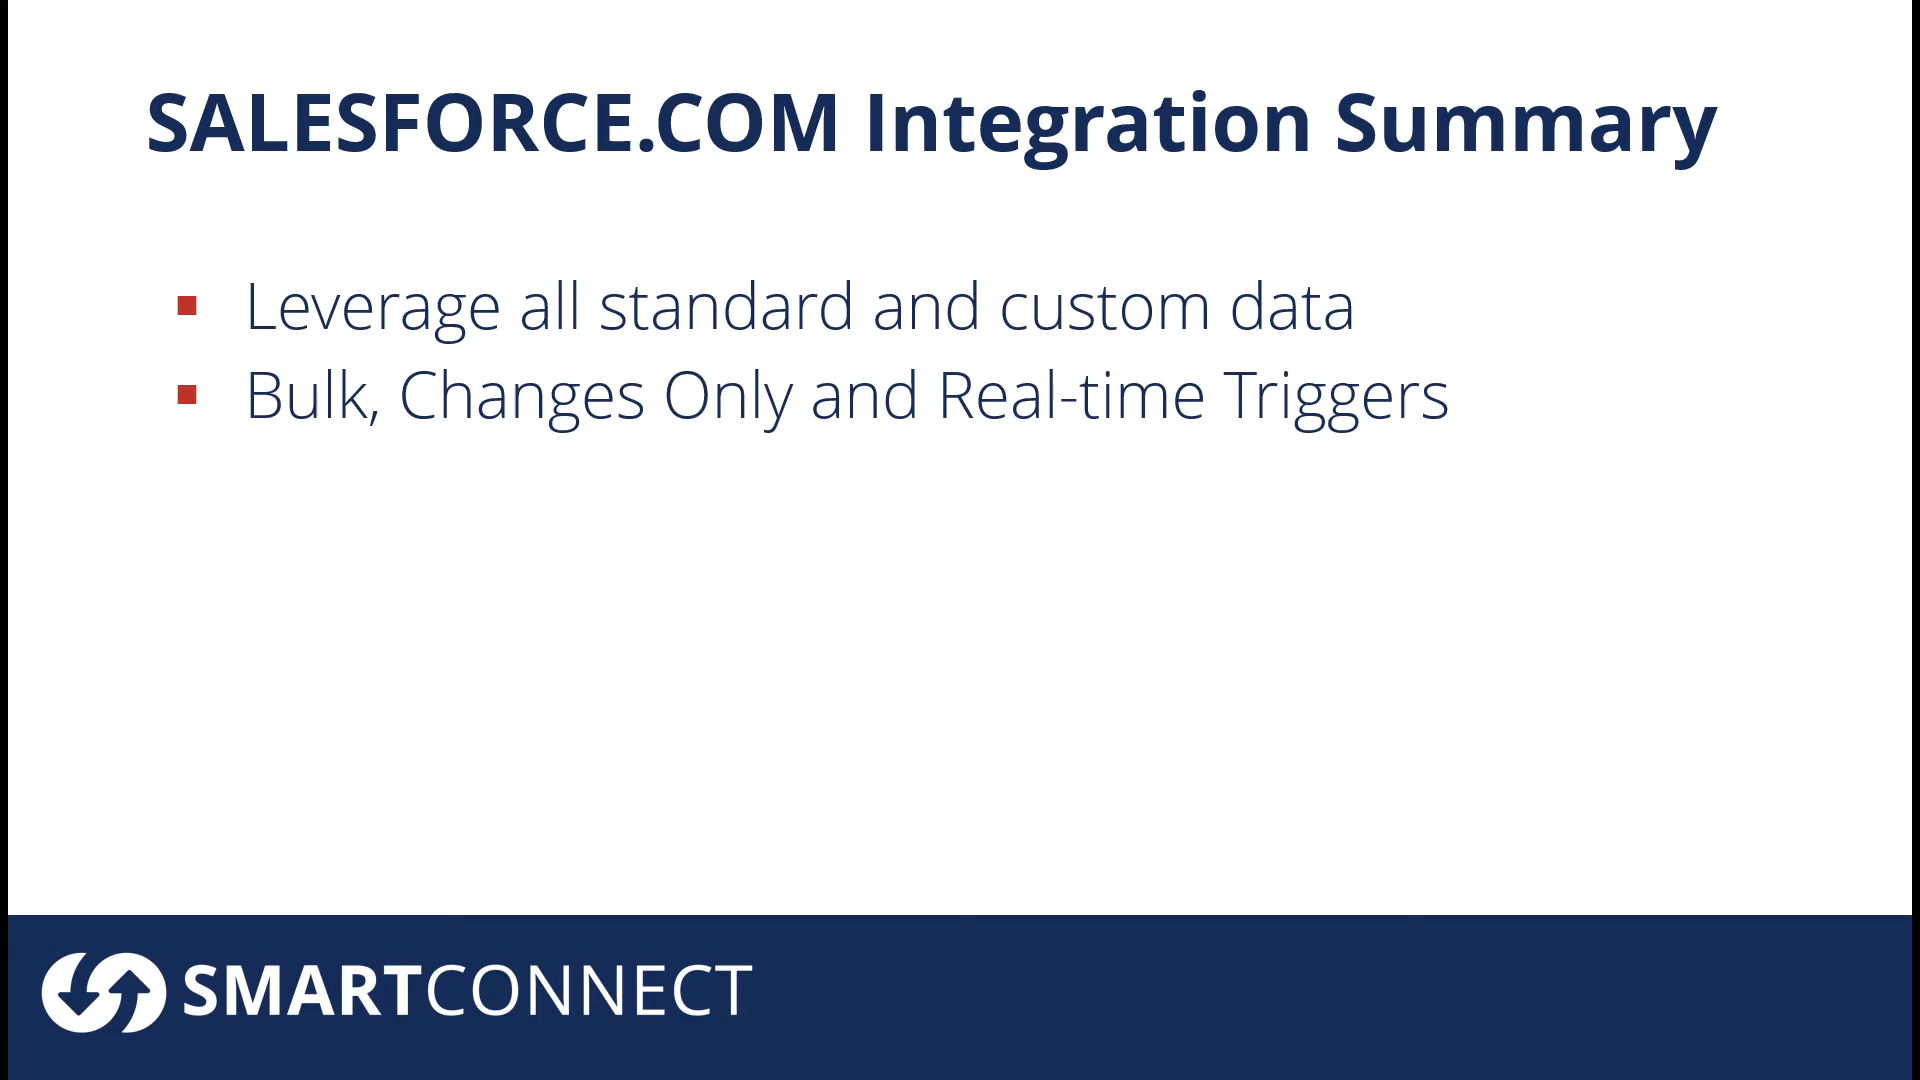 SALESFORCE.COM Integration Summary
Leverage all standard and custom data
Bulk, Changes Only and Real-time Triggers
SMARTCONNECT